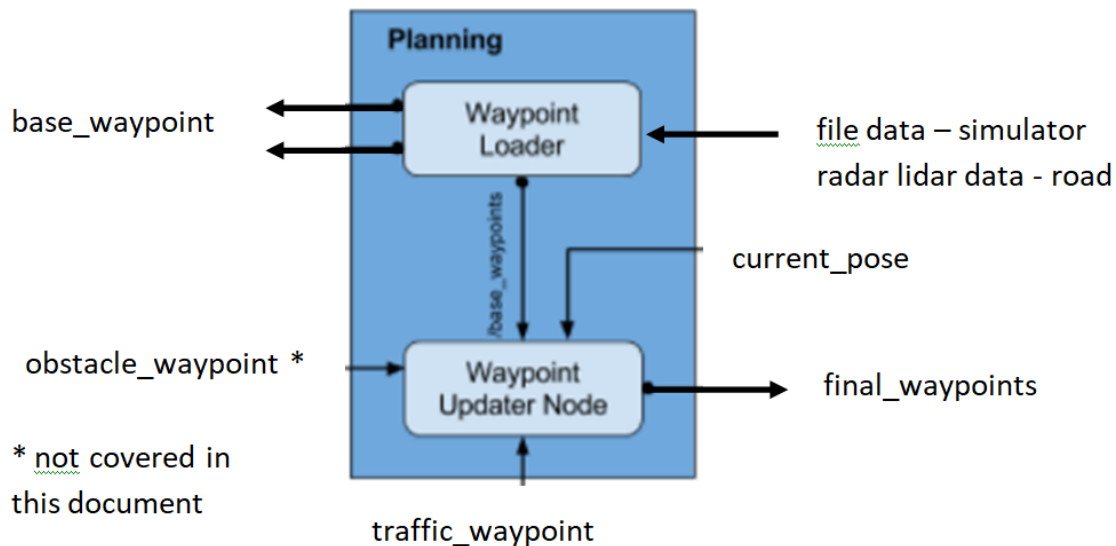 Planning
base_waypoint
Waypoint
Loader
file data – simulator
radar lidar data - road
/base_waypoints
current_pose
obstacle_waypoint *
Waypoint
Updater Node
final_waypoints
* not covered in
this document
traffic_waypoint